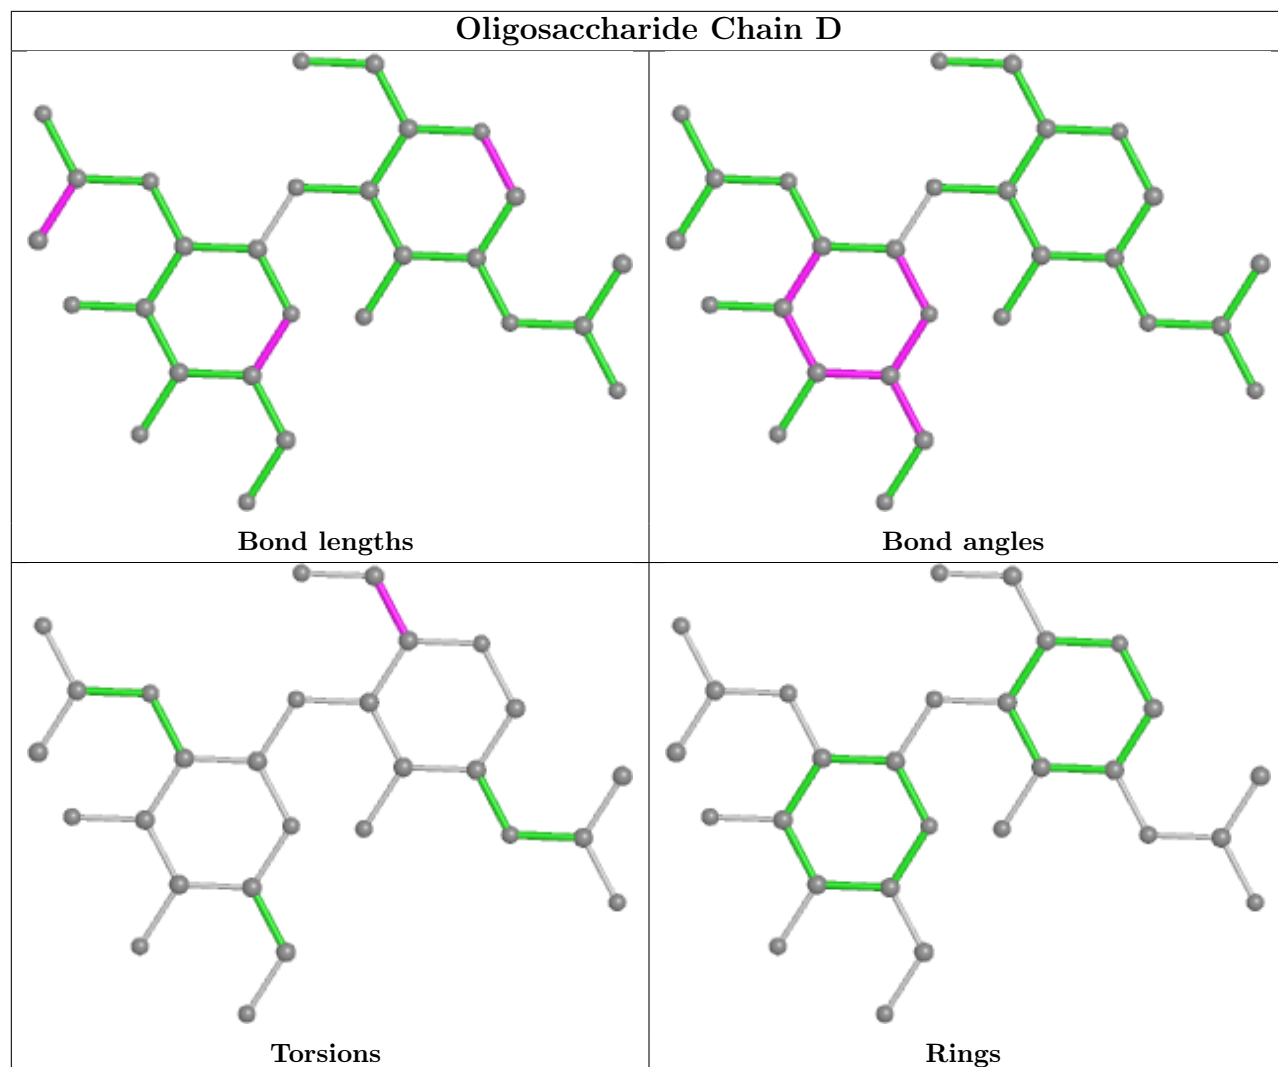 Oligosaccharide Chain D
Bond lengths
Bond angles
Torsions
Rings